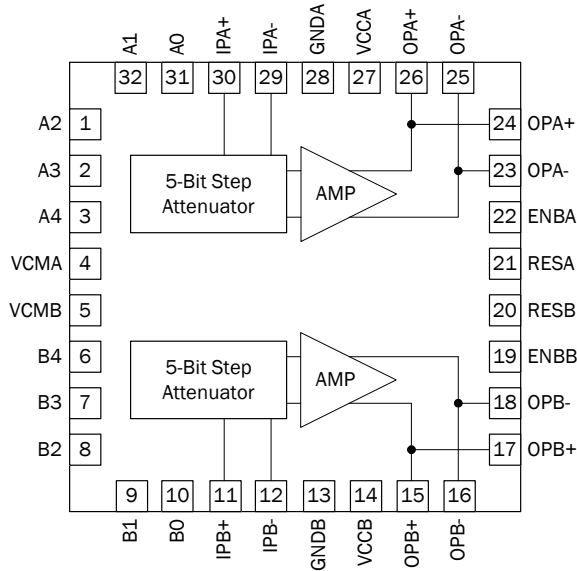 A1
A0
IPA+
IPA-
GNDA
VCCA
OPA+
OPA-
32
31
30
29
28
27
26
25
A2
1
A3
2
A4
3
VCMA
4
VCMB
5
B4
6
B3
7
B2
8
5-Bit Step
Attenuator
AMP
5-Bit Step
Attenuator
AMP
24
OPA+
23
OPA-
22
ENBA
21
RESA
20
RESB
19
ENBB
18
OPB-
17
OPB+
9
10
11
12
13
14
15
16
B1
B0
IPB+
IPB-
GNDB
VCCB
OPB+
OPB-